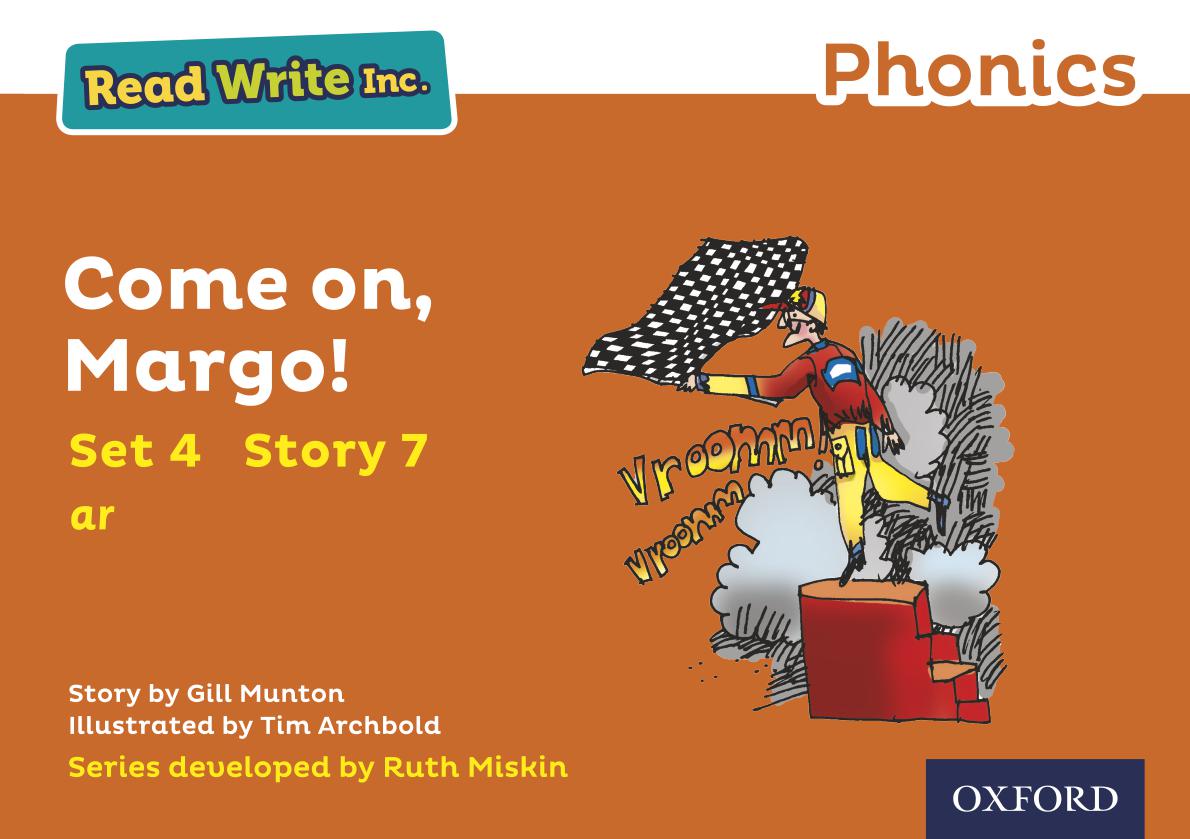 Read Write Inc.
Phonics
Come on,
Margo!
Set 4 Story 7
ar
Vroomm
Vroomm
Story by Gill Munton
Illustrated by Tim Archbold
Series developed by Ruth Miskin
OXFORD